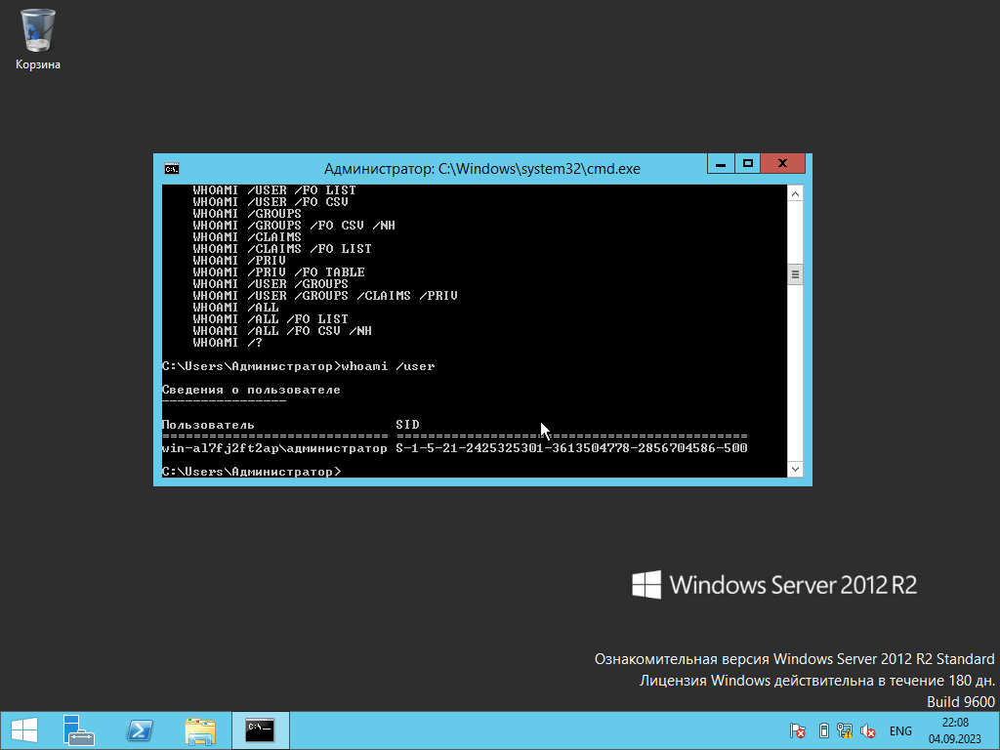 Корзина
Администратор: C:\Windows\system32\cmd.exe
WHOAMI /USER /FO LIST
WHOAMI /USER /FO CSV
WHOAMI /GROUPS
WHOAMI /GROUPS /FO CSV /NH
WHOAMI /CLAIMS
WHOAMI /CLAIMS /FO LIST
WHOAMI /PRIV
WHOAMI /PRIV /FO TABLE
WHOAMI /USER /GROUPS
WHOAMI /USER /GROUPS /CLAIMS /PRIV
WHOAMI /ALL
WHOAMI /ALL /FO LIST
WHOAMI /ALL /FO CSV /NH
WHOAMI /?
C:\Users\Администратор>whoami /user
Сведения о пользователе
----------------
Пользователь SID
============================= =============================================
win-al7fj2ft2ap\администратор S-1-5-21-2425325301-3613504778-2856704586-500
C:\Users\Администратор>
Windows Server 2012 R2
Ознакомительная версия Windows Server 2012 R2 Standard
Лицензия Windows действительна в течение 180 дн.
Build 9600
ENG
22:08
04.09.2023